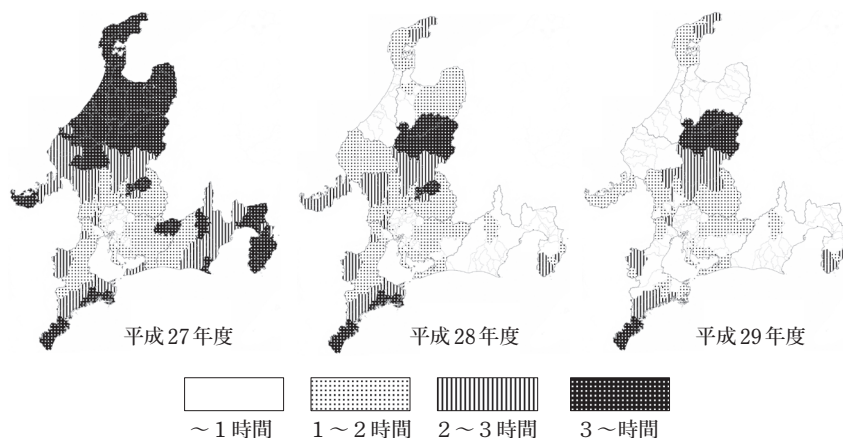 平成27年度
平成28年度
平成29年度
～1時間
1～2時間
2～3時間
3～時間